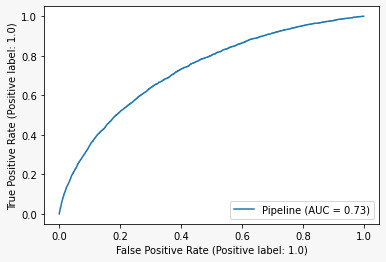 1.0
0.8
0.6
0.4
0.2
0.0
True Positive Rate (Positive label: 1.0)
Pipeline (AUC = 0.73)
0.0 0.2 0.4 0.6 0.8 1.0
False Positive Rate (Positive label: 1.0)